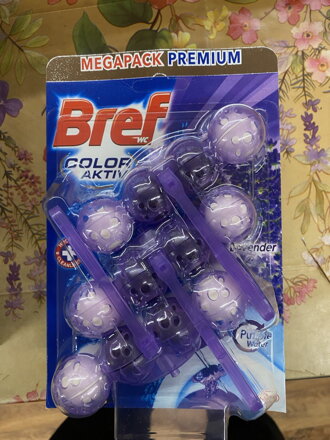 MEGAPACK PREMIUM
Bref
WC
COLOR
AKTIV
Lavender
Purple
Water